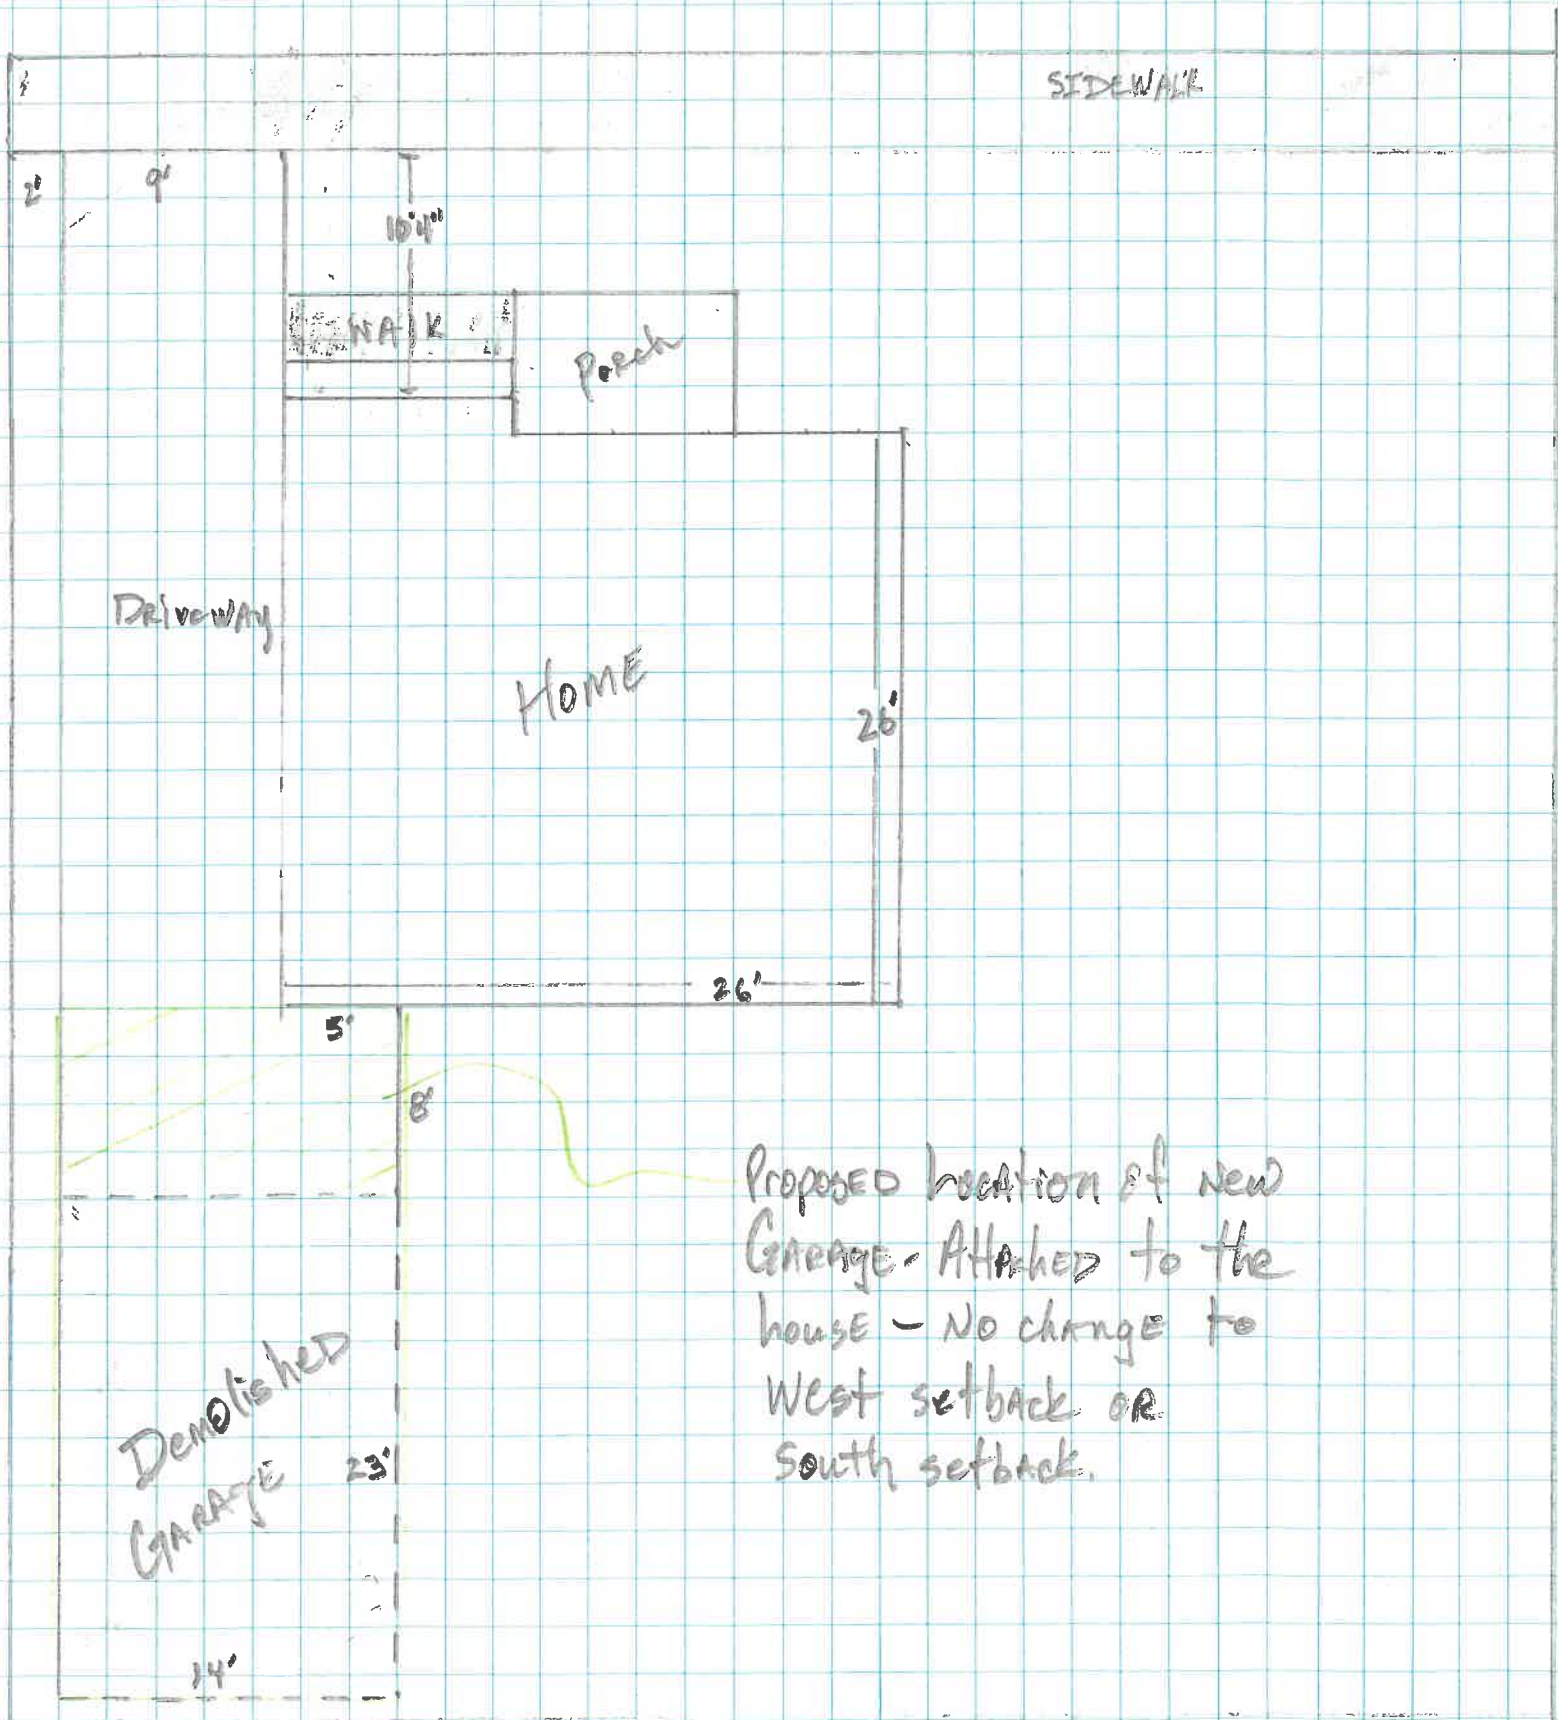 SIDEWALK
2'
9'
10'4"
WALK
Porch
Driveway
HOME
26'
26'
5'
8'
Proposed Location of New
Garage - Attached to the
house - No change to
West setback or
South setback.
Demolished
Garage
23'
14'